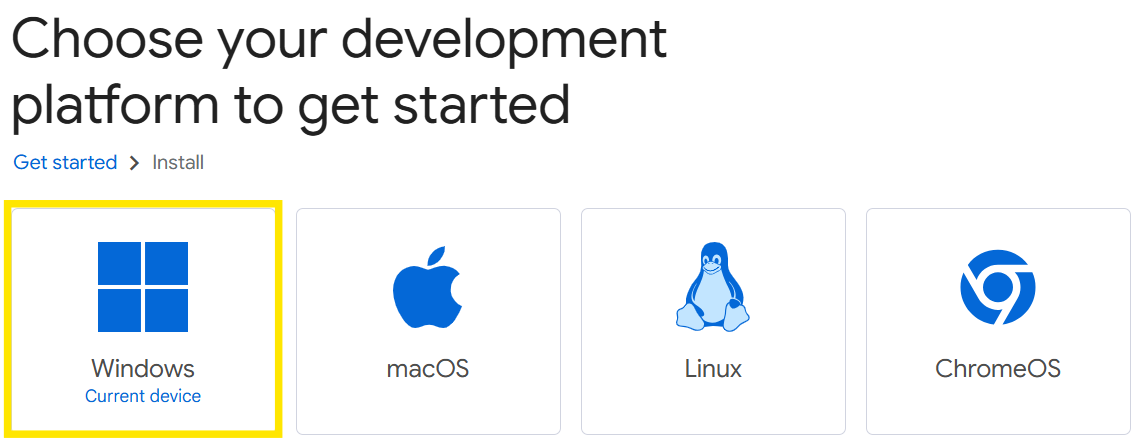 Choose your development
platform to get started
Get started > Install
Windows
Current device
macOS
Linux
ChromeOS